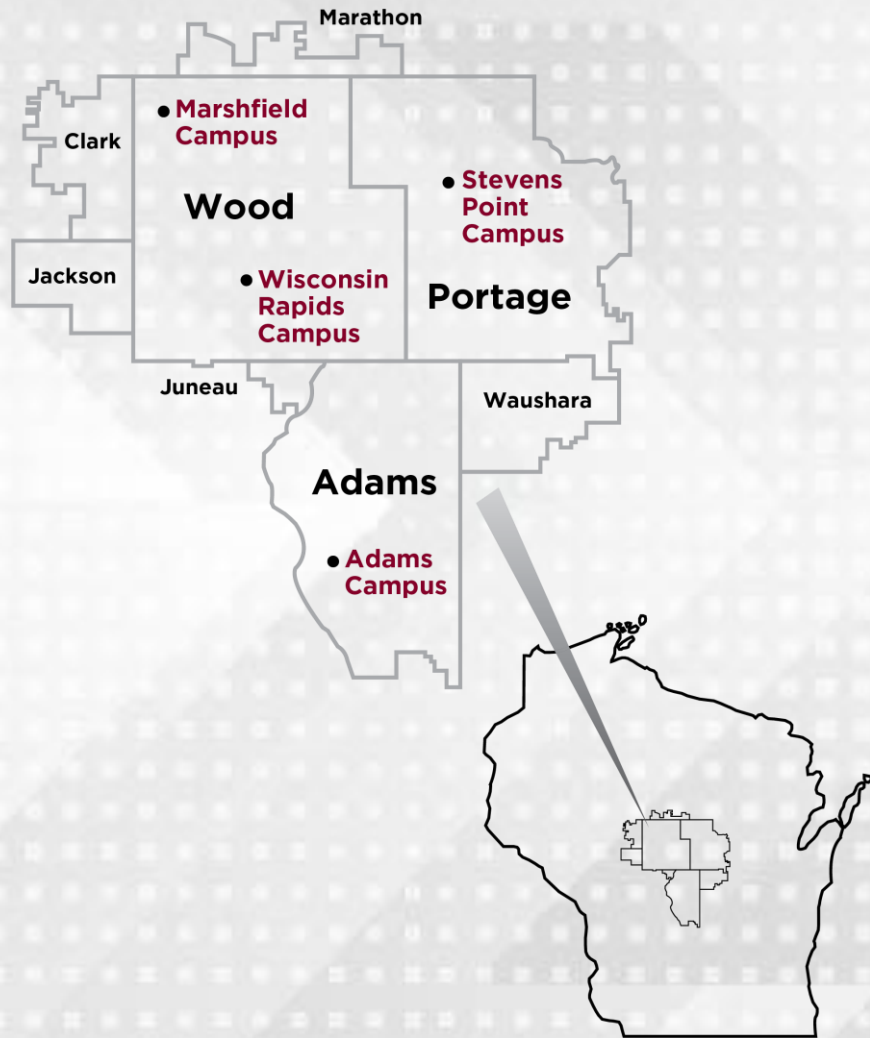 Marathon
Marshfield
Campus
Clark
Stevens
Point
Campus
Wood
Jackson
Wisconsin
Rapids
Campus
Portage
Juneau
Waushara
Adams
Adams
Campus